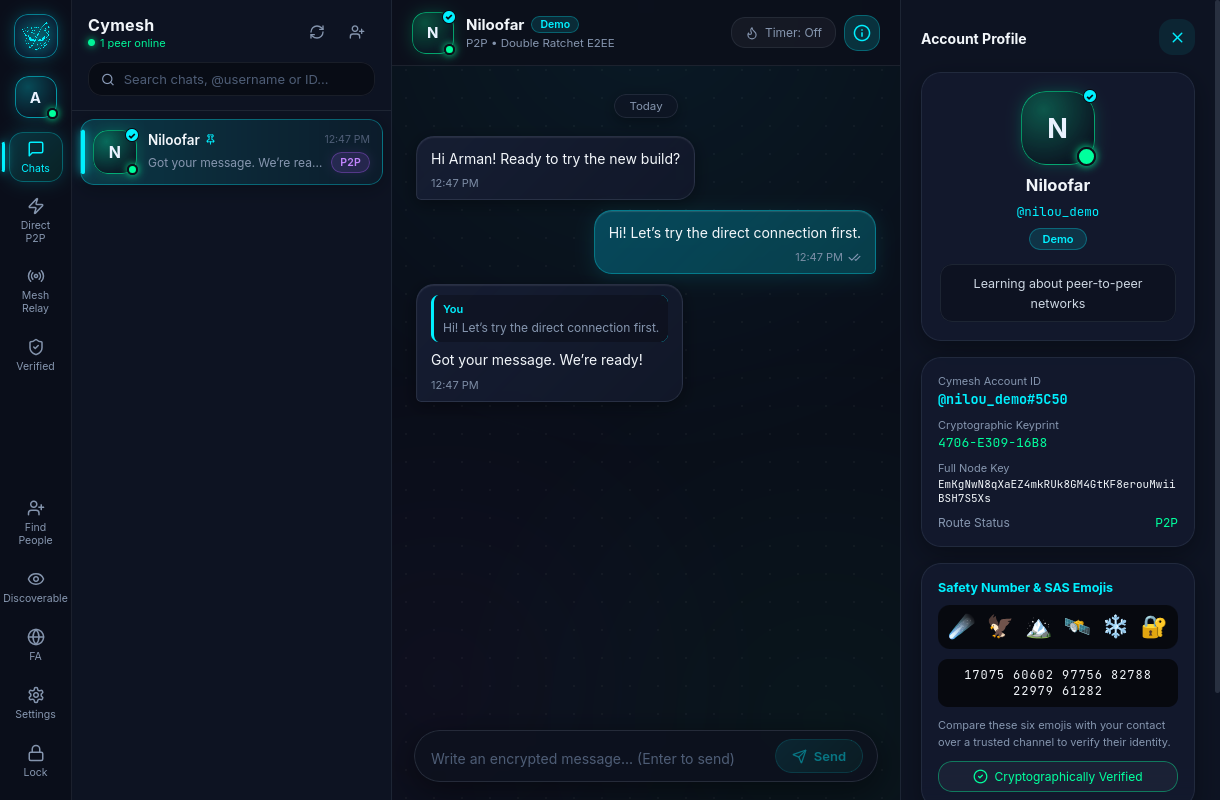 Cymesh
1 peer online
Search chats, @username or ID...
A
Chats
Direct
P2P
Mesh
Relay
Verified
Find
People
Discoverable
FA
Settings
Lock
N
Niloofar
12:47 PM
Got your message. We’re rea...
P2P
N
Niloofar
Demo
P2P • Double Ratchet E2EE
Timer: Off
Today
Hi Arman! Ready to try the new build?
12:47 PM
Hi! Let’s try the direct connection first.
12:47 PM
You
Hi! Let’s try the direct connection first.
Got your message. We’re ready!
12:47 PM
Write an encrypted message... (Enter to send)
Send
Account Profile
N
Niloofar
@nilou_demo
Demo
Learning about peer-to-peer
networks
Cymesh Account ID
@nilou_demo#5C50
Cryptographic Keyprint
4706-E309-16B8
Full Node Key
EmKgNwN8qXaEZ4mkRUk8GM4GtKF8erouMwii
BSH7S5Xs
Route Status
P2P
Safety Number & SAS Emojis
17075 60602 97756 82788
22979 61282
Compare these six emojis with your contact
over a trusted channel to verify their identity.
Cryptographically Verified